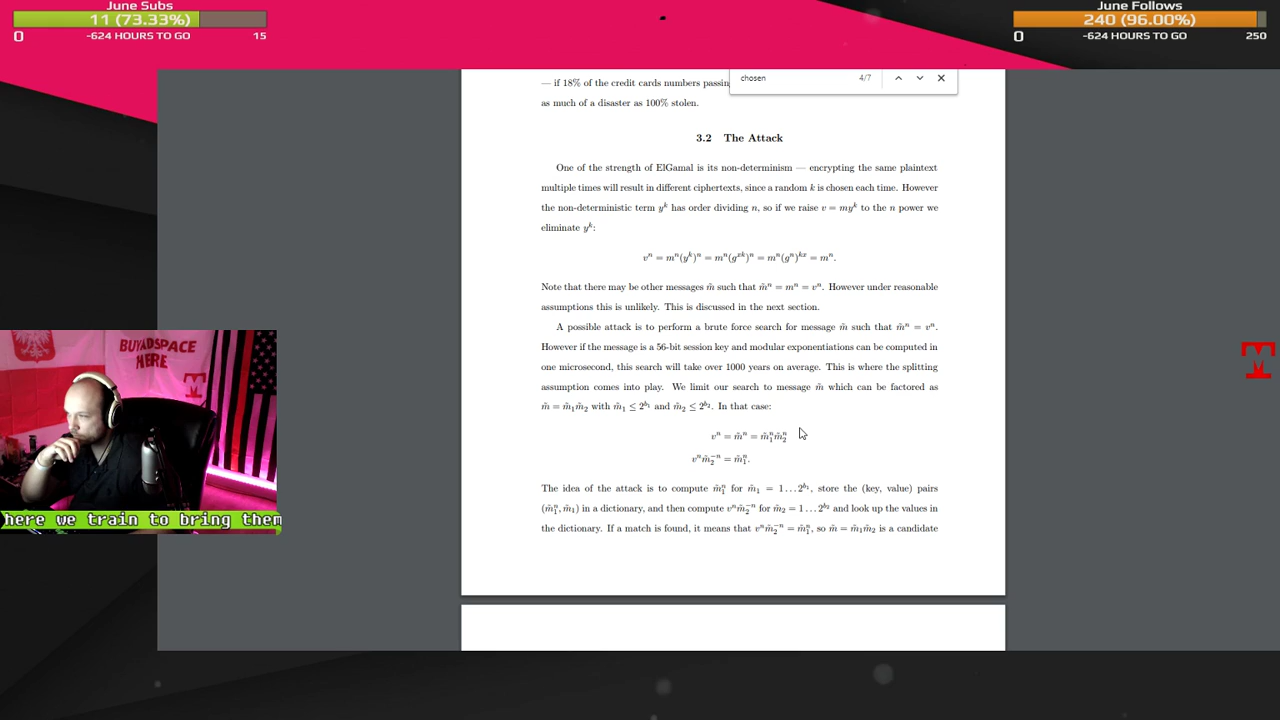 June Subs
11 (73.33%)
0 -624 HOURS TO GO 15
June Follows
240 (96.00%)
0 -624 HOURS TO GO 250
chosen 4/7
— if 18% of the credit cards numbers passing
as much of a disaster as 100% stolen.
3.2 The Attack
One of the strength of ElGamal is its non-determinism — encrypting the same plaintext
multiple times will result in different ciphertexts, since a random k is chosen each time. However
the non-deterministic term y^k has order dividing n, so if we raise v = my^k to the n power we
eliminate y^k:
v^n = m^n(y^k)^n = m^n(g^{xk})^n = m^n(g^n)^{kx} = m^n.
Note that there may be other messages m̃ such that m̃^n = m^n = v^n. However under reasonable
assumptions this is unlikely. This is discussed in the next section.
A possible attack is to perform a brute force search for message m̃ such that m̃^n = v^n.
However if the message is a 56-bit session key and modular exponentiations can be computed in
one microsecond, this search will take over 1000 years on average. This is where the splitting
assumption comes into play. We limit our search to message m̃ which can be factored as
m̃ = m̃₁m̃₂ with m̃₁ ≤ 2^{b₁} and m̃₂ ≤ 2^{b₂}. In that case:
v^n = m̃^n = m̃₁^n m̃₂^n
v^n m̃₂^{-n} = m̃₁^n.
The idea of the attack is to compute m̃₁^n for m̃₁ = 1 . . . 2^{b₁}, store the (key, value) pairs
(m̃₁^n, m̃₁) in a dictionary, and then compute v^n m̃₂^{-n} for m̃₂ = 1 . . . 2^{b₂} and look up the values in
the dictionary. If a match is found, it means that v^n m̃₂^{-n} = m̃₁^n, so m̃ = m̃₁m̃₂ is a candidate
BUY ADSPACE
HERE
here we train to bring them